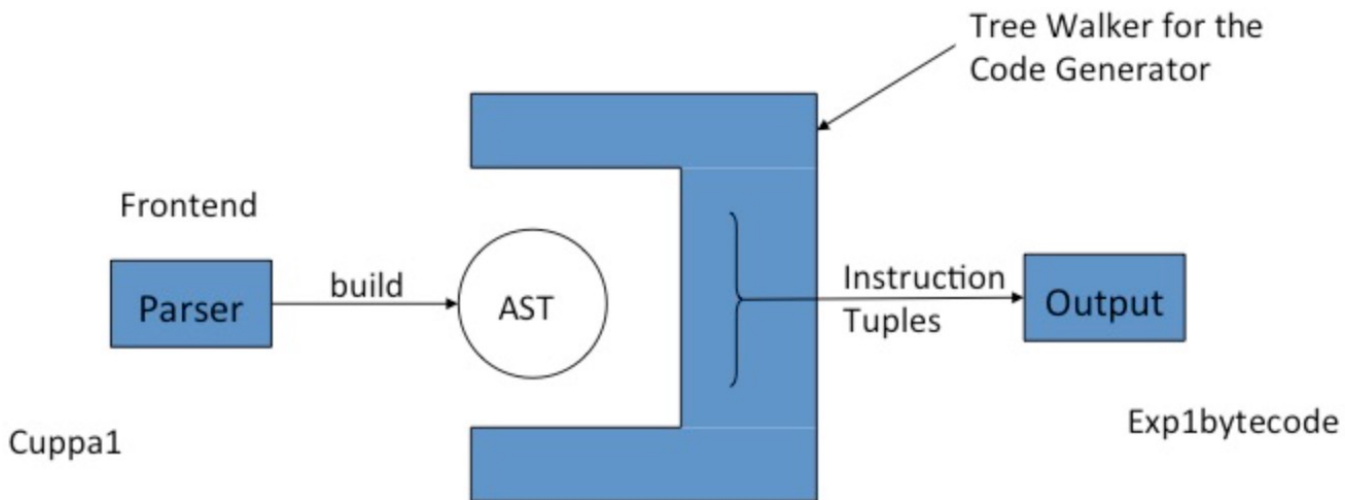 Tree Walker for the
Code Generator
Frontend
Parser
build
AST
Instruction
Tuples
Output
Cuppa1
Exp1bytecode